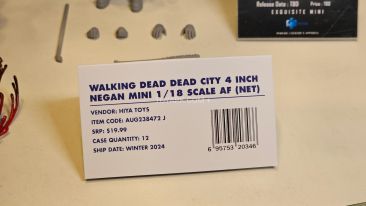 Release Date : TBD Price : TBD
EXQUISITE MINI
WALKING DEAD DEAD CITY 4 INCH
NEGAN MINI 1/18 SCALE AF (NET)
VENDOR: HIYA TOYS
ITEM CODE: AUG238472 J
SRP: $19.99
CASE QUANTITY: 12
SHIP DATE: WINTER 2024
6 95753 20346